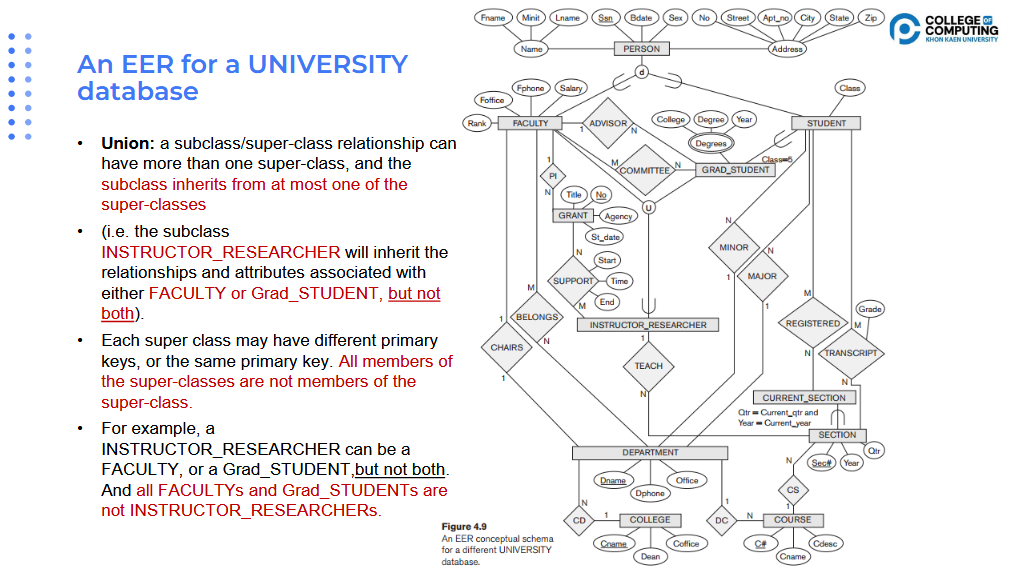 An EER for a UNIVERSITY
database
• Union: a subclass/super-class relationship can
have more than one super-class, and the
subclass inherits from at most one of the
super-classes
• (i.e. the subclass
INSTRUCTOR_RESEARCHER will inherit the
relationships and attributes associated with
either FACULTY or Grad_STUDENT, but not
both).
• Each super class may have different primary
keys, or the same primary key. All members of
the super-classes are not members of the
super-class.
• For example, a
INSTRUCTOR_RESEARCHER can be a
FACULTY, or a Grad_STUDENT,but not both.
And all FACULTYs and Grad_STUDENTs are
not INSTRUCTOR_RESEARCHERs.
COLLEGE OF
COMPUTING
KHON KAEN UNIVERSITY
Fname Minit Lname Ssn Bdate Sex No Street Apt_no City State Zip
Name PERSON Address
d
Fphone Salary Class
Foffice
Rank FACULTY ADVISOR College Degree Year STUDENT
1 N
Degrees
Class=5
1 M COMMITTEE N GRAD_STUDENT
PI
N Title No U
GRANT Agency
St_date N
N Start MINOR N
SUPPORT Time 1 MAJOR
M End 1
M M
BELONGS Grade
1 INSTRUCTOR_RESEARCHER REGISTERED M
N 1
CHAIRS N TRANSCRIPT
1 TEACH N
N CURRENT_SECTION
Qtr = Current_qtr and
Year = Current_year
SECTION
DEPARTMENT Qtr
N Sec# Year
Dname Office
Dphone CS
N 1 1
CD 1 COLLEGE DC N COURSE
Cname Coffice C# Cdesc
Dean Cname
Figure 4.9
An EER conceptual schema
for a different UNIVERSITY
database.